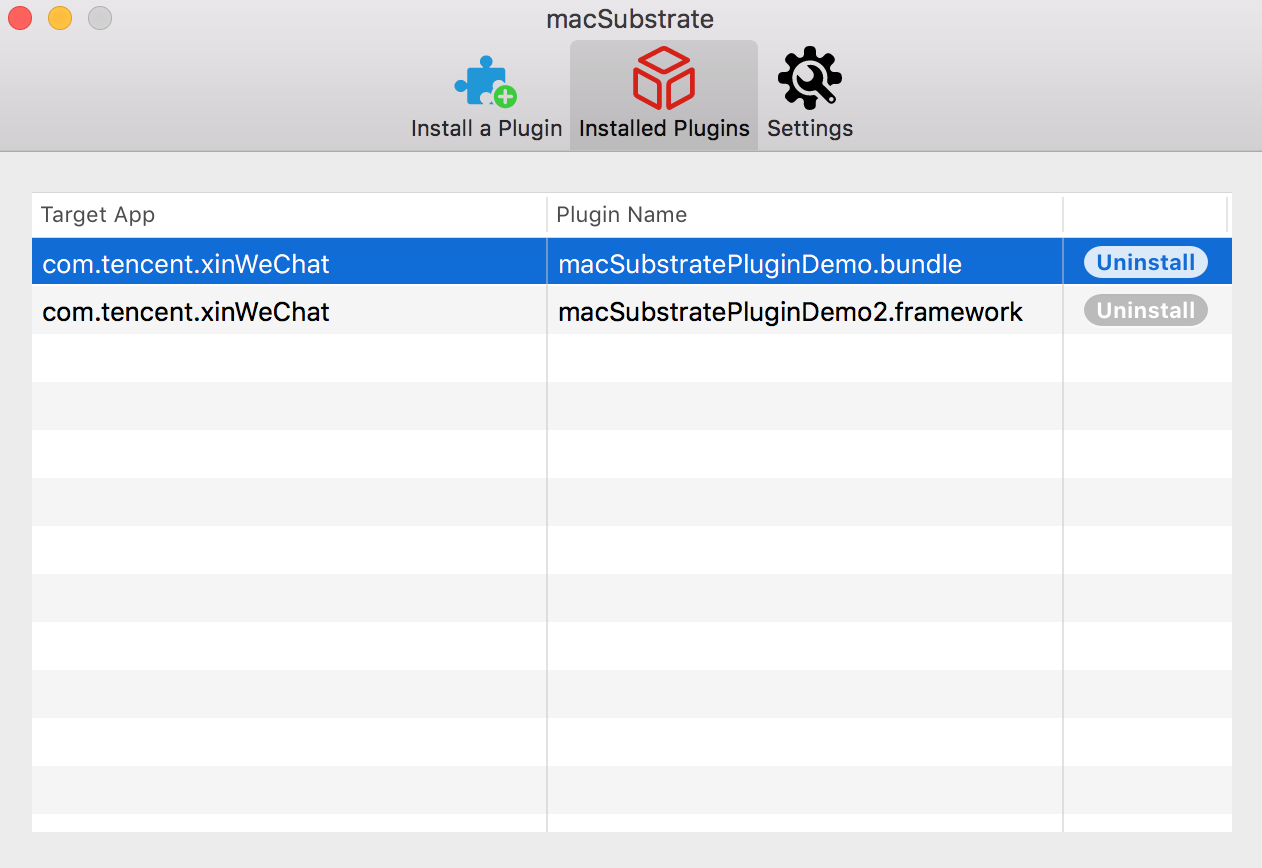 macSubstrate
Install a Plugin Installed Plugins Settings
Target App Plugin Name
com.tencent.xinWeChat macSubstratePluginDemo.bundle Uninstall
com.tencent.xinWeChat macSubstratePluginDemo2.framework Uninstall